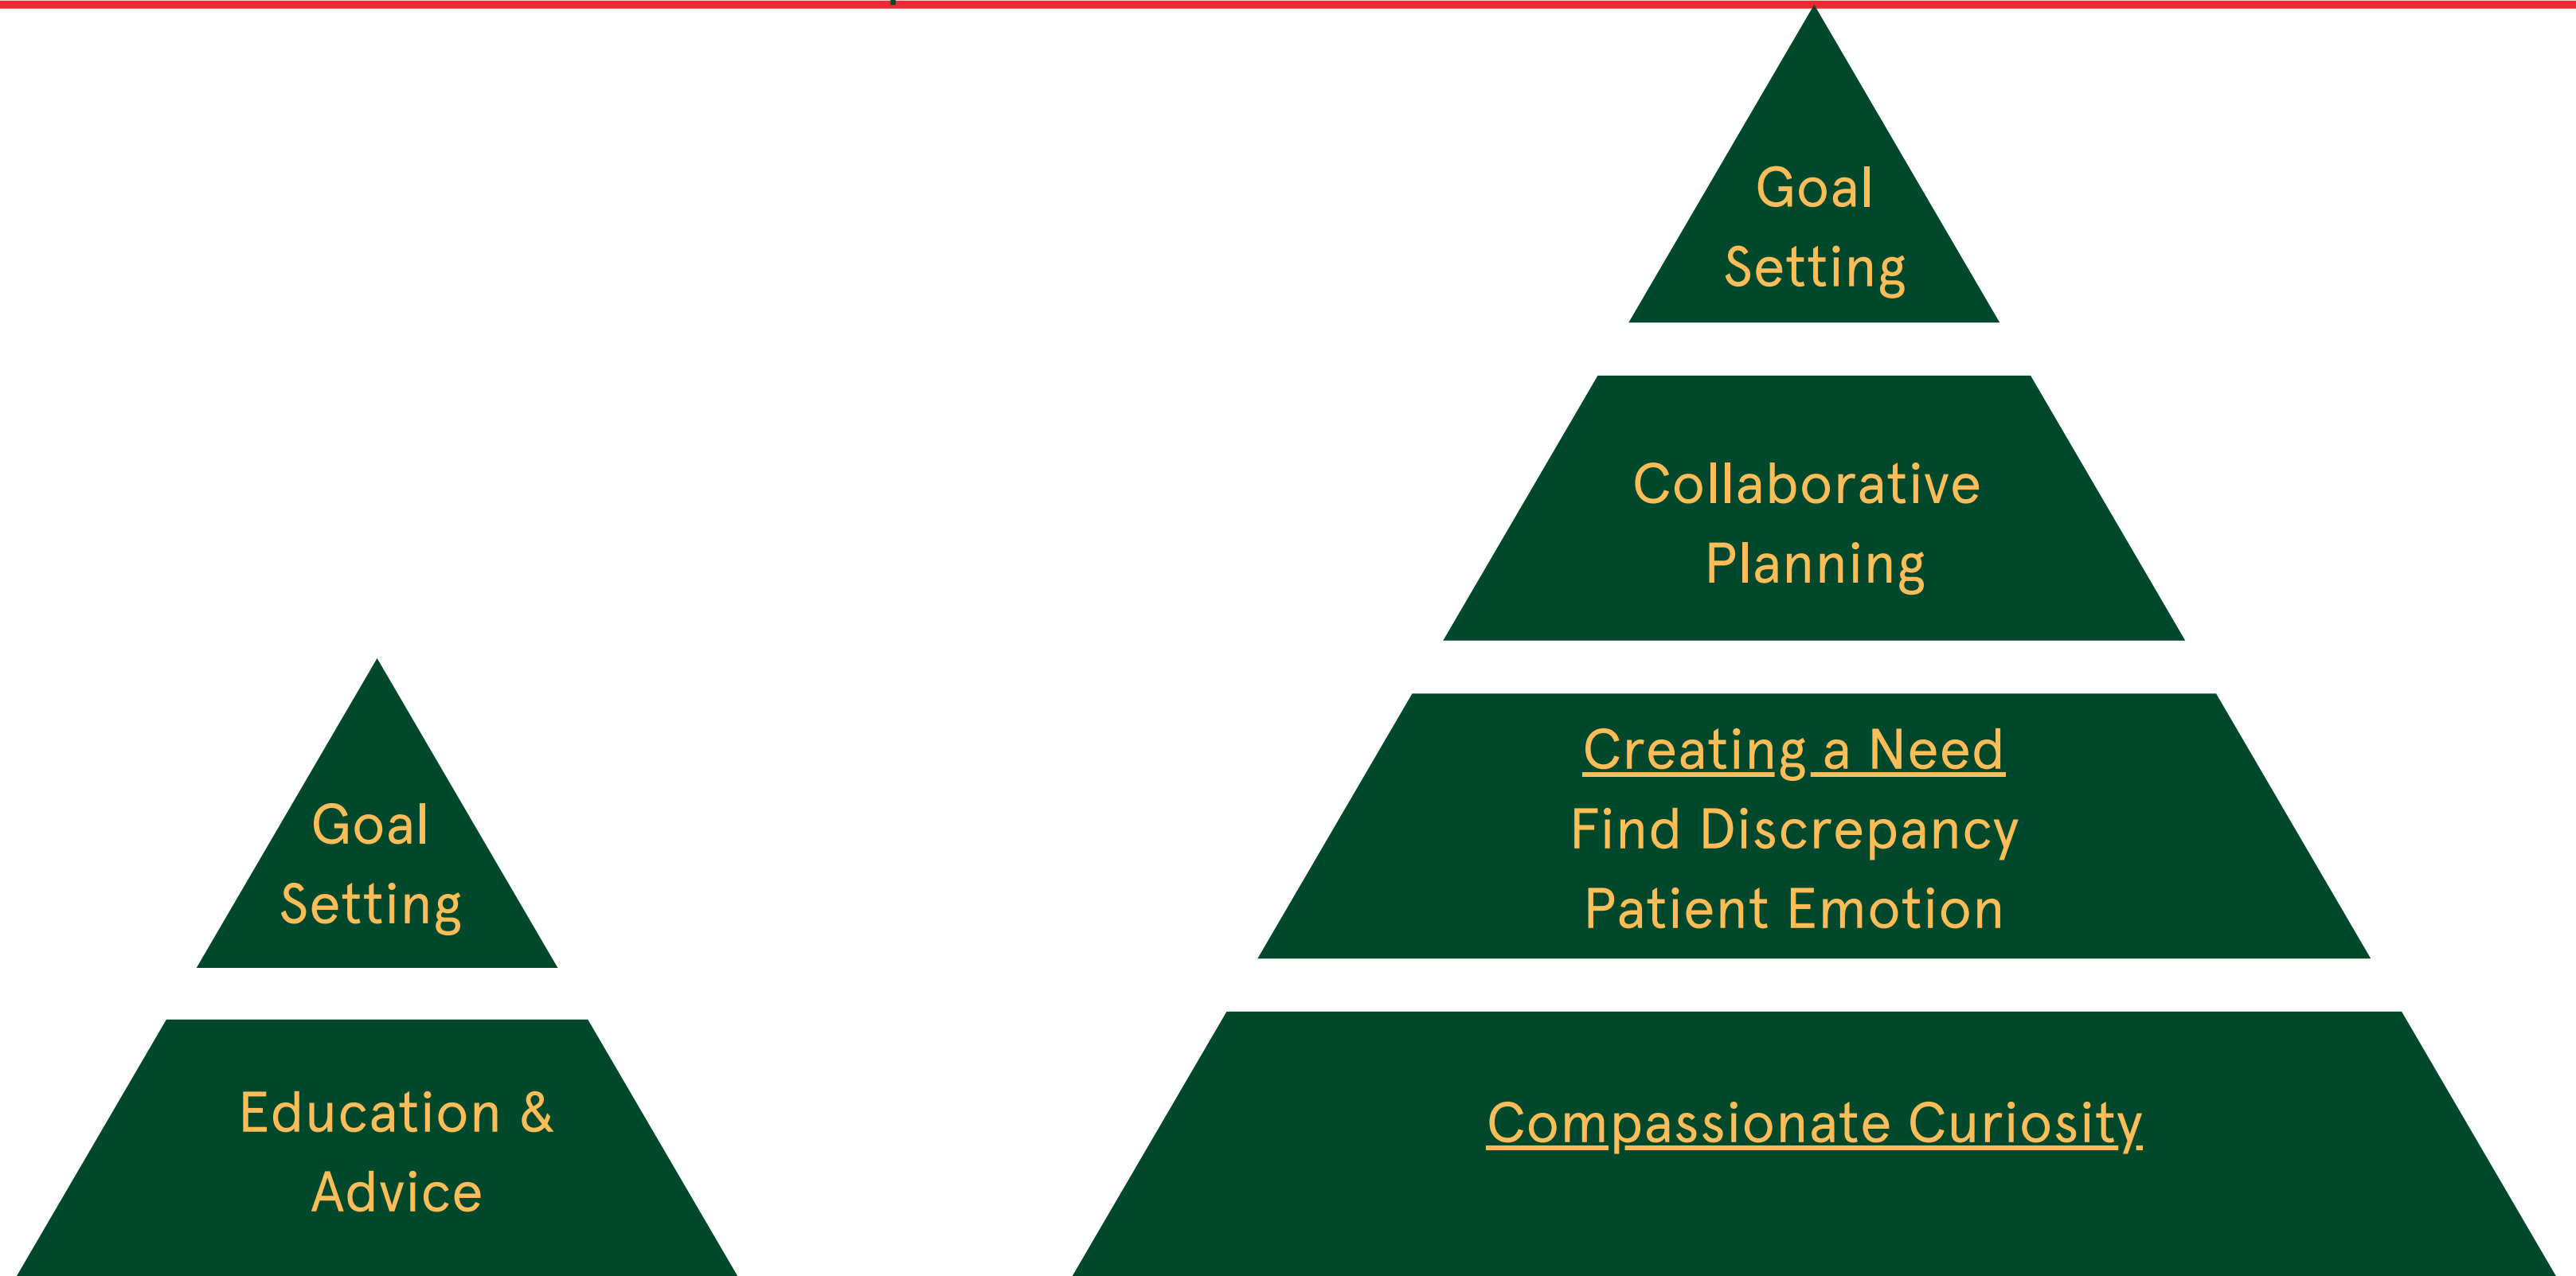 Goal
Setting
Education &
Advice
Goal
Setting
Collaborative
Planning
Creating a Need
Find Discrepancy
Patient Emotion
Compassionate Curiosity